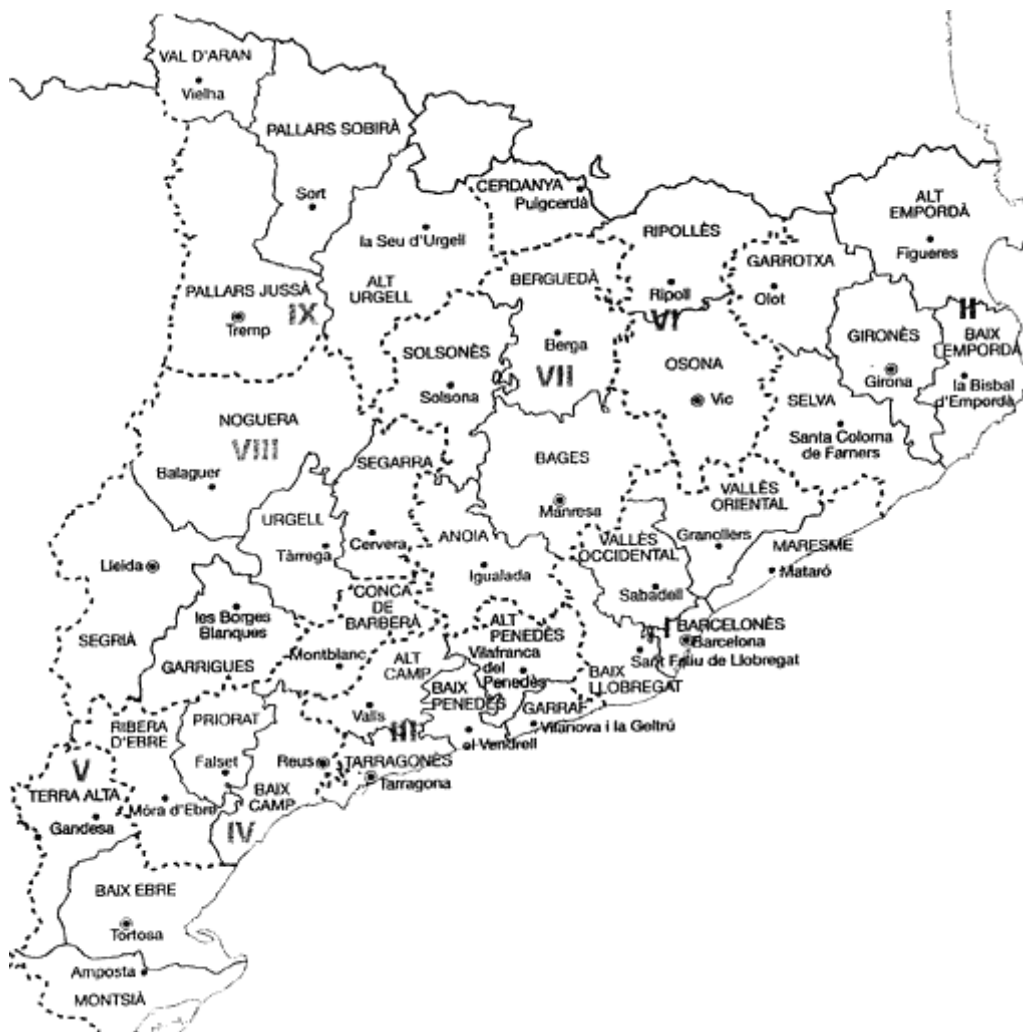 VAL D'ARAN
Vielha
PALLARS SOBIRÀ
Sort
CERDANYA
Puigcerdà
la Seu d'Urgell
ALT
URGELL
RIPOLLÈS
Ripoll
VI
GARROTXA
Olot
ALT
EMPORDÀ
Figueres
II
BAIX
EMPORDÀ
la Bisbal
d'Empordà
GIRONÈS
Girona
PALLARS JUSSÀ
IX
Tremp
BERGUEDÀ
Berga
VII
SOLSONÈS
Solsona
OSONA
Vic
SELVA
Santa Coloma
de Farners
NOGUERA
VIII
Balaguer
SEGARRA
Cervera
BAGES
Manresa
VALLÈS
ORIENTAL
Granollers
URGELL
Tàrrega
ANOIA
Igualada
VALLÈS
OCCIDENTAL
Sabadell
MARESME
Mataró
Lleida
SEGRIÀ
les Borges
Blanques
GARRIGUES
CONCA
DE
BARBERÀ
Montblanc
ALT
PENEDÈS
Vilafranca
del
Penedès
I
BARCELONÈS
Barcelona
Sant Feliu de Llobregat
BAIX
LLOBREGAT
ALT
CAMP
Valls
BAIX
PENEDÈS
el Vendrell
GARRAF
Vilanova i la Geltrú
RIBERA
D'EBRE
Móra d'Ebre
PRIORAT
Falset
Reus
BAIX
CAMP
IV
III
TARRAGONÈS
Tarragona
V
TERRA ALTA
Gandesa
BAIX EBRE
Tortosa
Amposta
MONTSIÀ